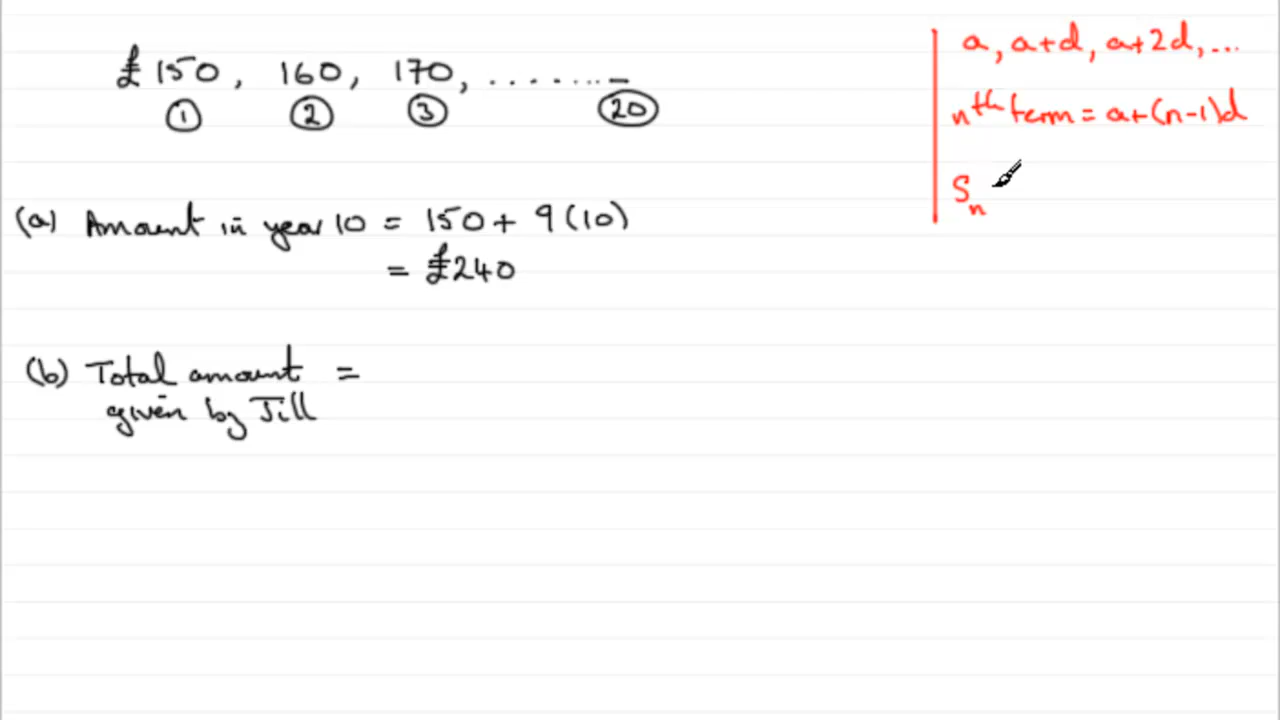 £150, 160, 170, .......–
① ② ③ ⑳
(a) Amount in year 10 = 150 + 9(10)
= £240
(b) Total amount =
given by Jill
a, a+d, a+2d, ...
nth term = a+(n-1)d
Sn